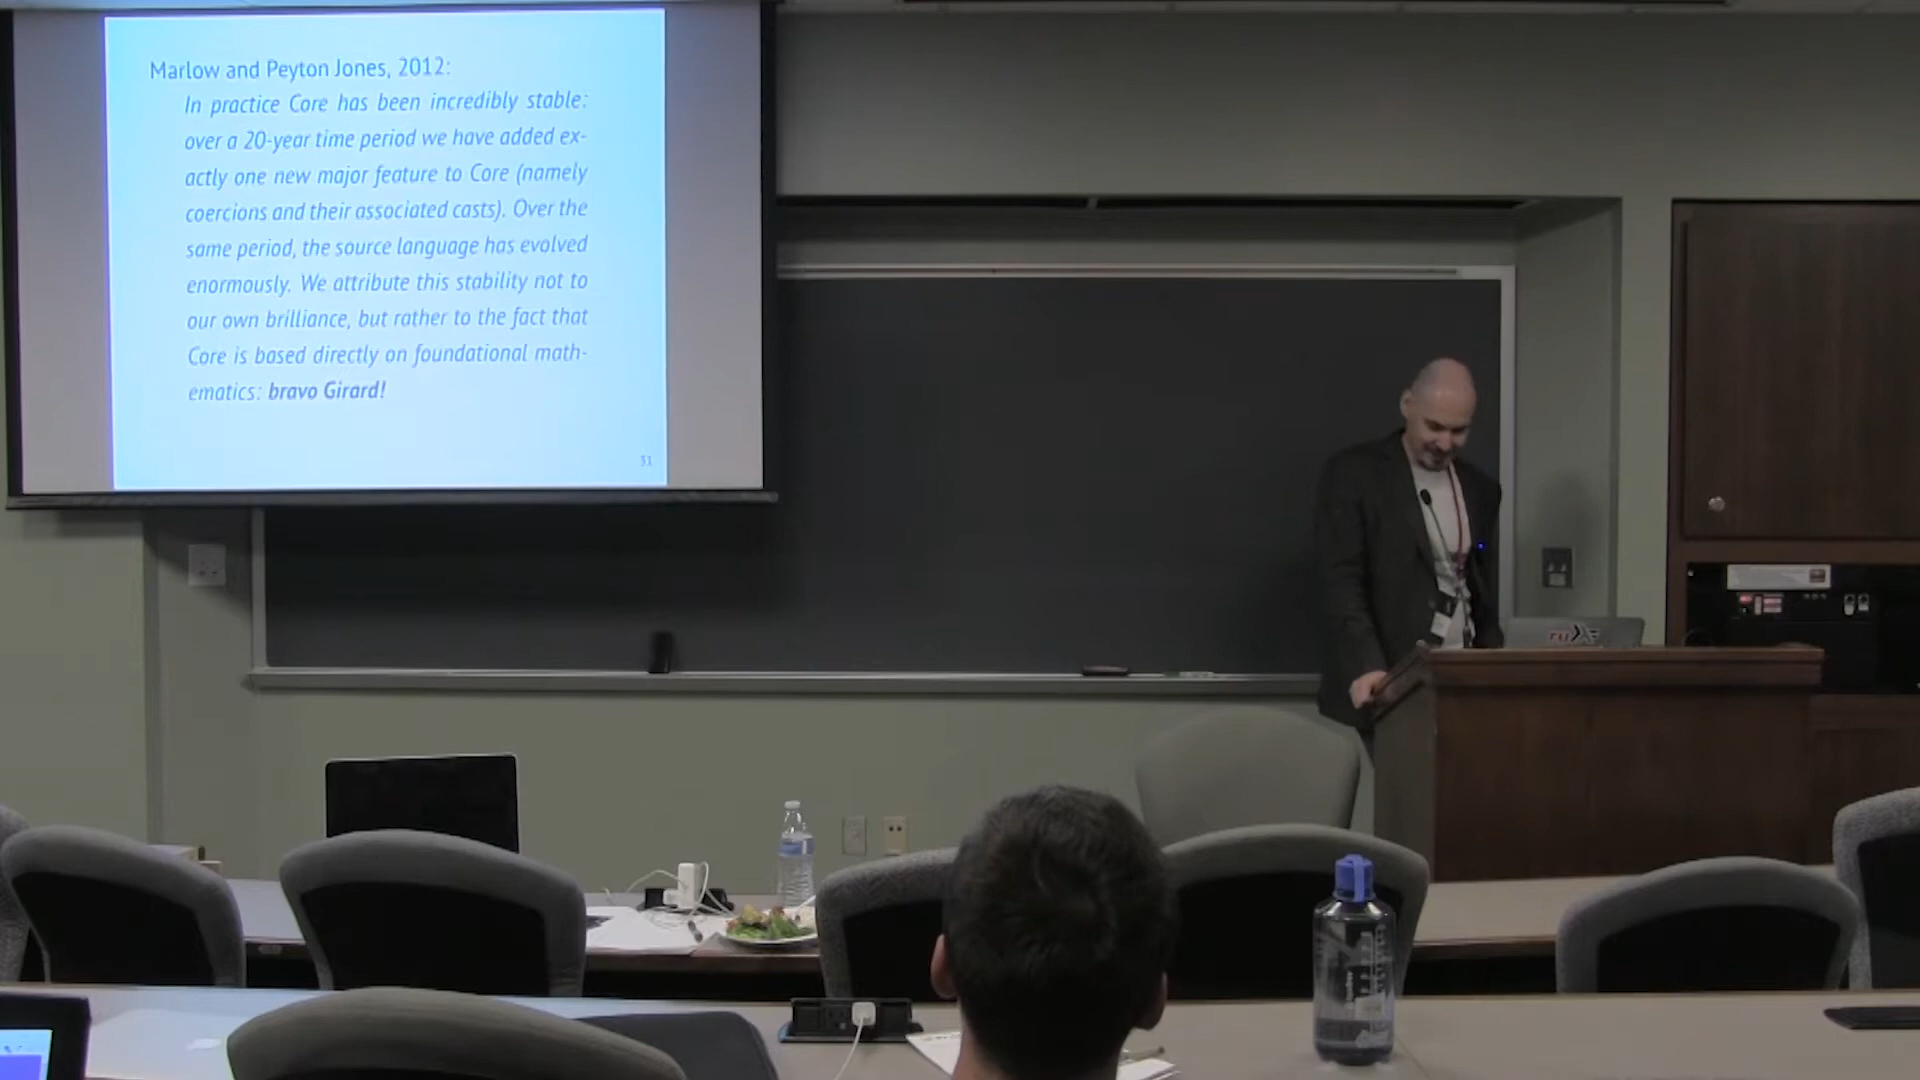 Marlow and Peyton Jones, 2012:
In practice Core has been incredibly stable:
over a 20-year time period we have added ex-
actly one new major feature to Core (namely
coercions and their associated casts). Over the
same period, the source language has evolved
enormously. We attribute this stability not to
our own brilliance, but rather to the fact that
Core is based directly on foundational math-
ematics: bravo Girard!
31